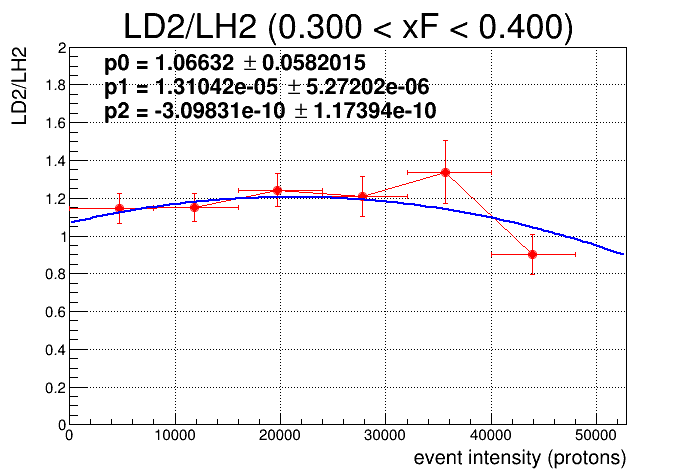 LD2/LH2 (0.300 < xF < 0.400)
LD2/LH2
p0 = 1.06632 ± 0.0582015
p1 = 1.31042e-05 ± 5.27202e-06
p2 = -3.09831e-10 ± 1.17394e-10
2
1.8
1.6
1.4
1.2
1
0.8
0.6
0.4
0.2
0
0 10000 20000 30000 40000 50000
event intensity (protons)